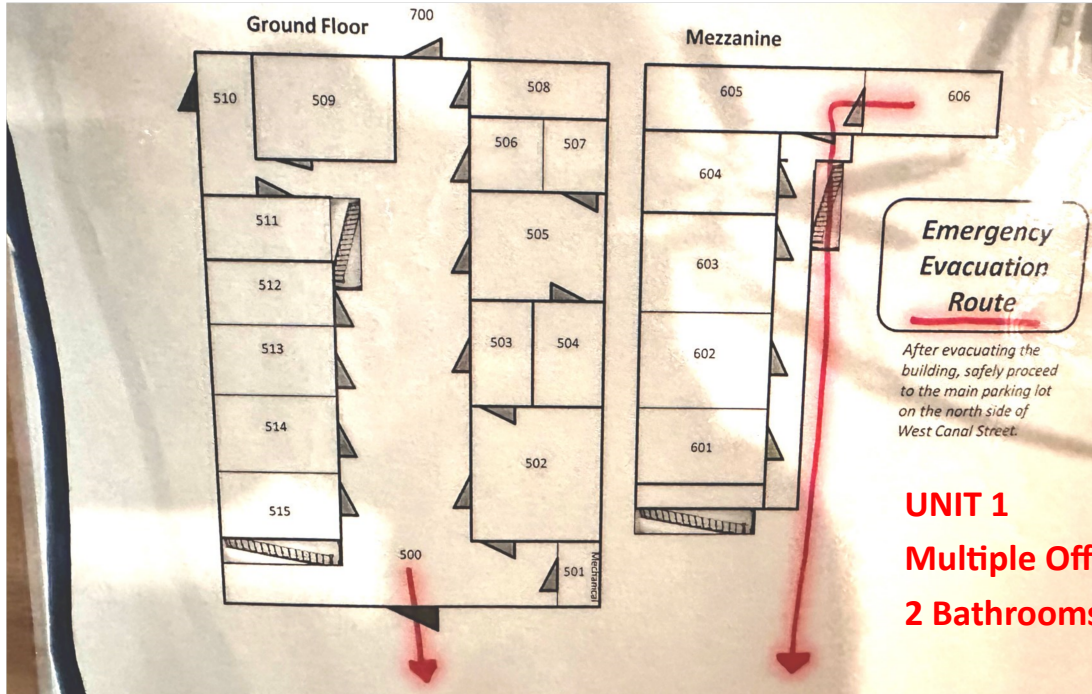 Ground Floor
700
Mezzanine
510
509
508
506
507
511
505
512
513
503
504
514
502
515
500
501
Mechanical
605
606
604
603
602
601
Emergency
Evacuation
Route
After evacuating the
building, safely proceed
to the main parking lot
on the north side of
West Canal Street.
UNIT 1
Multiple Off
2 Bathrooms